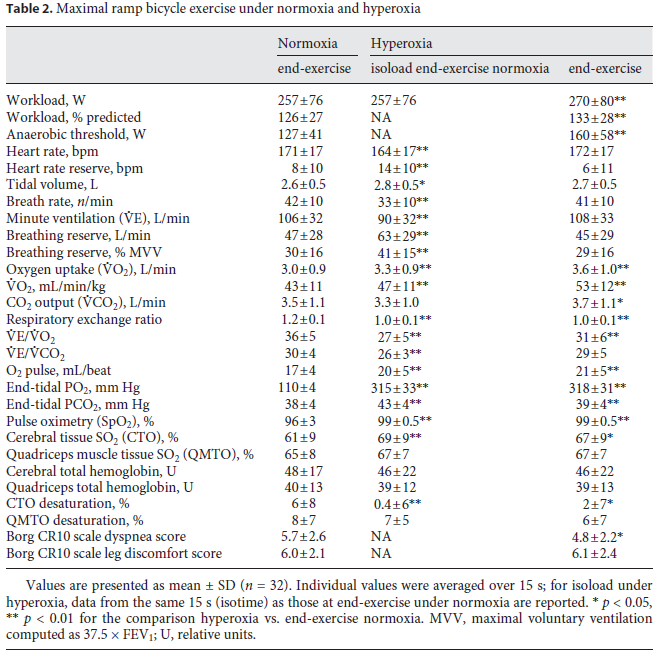 Table 2. Maximal ramp bicycle exercise under normoxia and hyperoxia
Normoxia Hyperoxia
end-exercise isoload end-exercise normoxia end-exercise
Workload, W 257±76 257±76 270±80**
Workload, % predicted 126±27 NA 133±28**
Anaerobic threshold, W 127±41 NA 160±58**
Heart rate, bpm 171±17 164±17** 172±17
Heart rate reserve, bpm 8±10 14±10** 6±11
Tidal volume, L 2.6±0.5 2.8±0.5* 2.7±0.5
Breath rate, n/min 42±10 33±10** 41±10
Minute ventilation (V̇E), L/min 106±32 90±32** 108±33
Breathing reserve, L/min 47±28 63±29** 45±29
Breathing reserve, % MVV 30±16 41±15** 29±16
Oxygen uptake (V̇O₂), L/min 3.0±0.9 3.3±0.9** 3.6±1.0**
V̇O₂, mL/min/kg 43±11 47±11** 53±12**
CO₂ output (V̇CO₂), L/min 3.5±1.1 3.3±1.0 3.7±1.1*
Respiratory exchange ratio 1.2±0.1 1.0±0.1** 1.0±0.1**
V̇E/V̇O₂ 36±5 27±5** 31±6**
V̇E/V̇CO₂ 30±4 26±3** 29±5
O₂ pulse, mL/beat 17±4 20±5** 21±5**
End-tidal PO₂, mm Hg 110±4 315±33** 318±31**
End-tidal PCO₂, mm Hg 38±4 43±4** 39±4**
Pulse oximetry (SpO₂), % 96±3 99±0.5** 99±0.5**
Cerebral tissue SO₂ (CTO), % 61±9 69±9** 67±9*
Quadriceps muscle tissue SO₂ (QMTO), % 65±8 67±7 67±7
Cerebral total hemoglobin, U 48±17 46±22 46±22
Quadriceps total hemoglobin, U 40±13 39±12 39±13
CTO desaturation, % 6±8 0.4±6** 2±7*
QMTO desaturation, % 8±7 7±5 6±7
Borg CR10 scale dyspnea score 5.7±2.6 NA 4.8±2.2*
Borg CR10 scale leg discomfort score 6.0±2.1 NA 6.1±2.4
Values are presented as mean ± SD (n = 32). Individual values were averaged over 15 s; for isoload under
hyperoxia, data from the same 15 s (isotime) as those at end-exercise under normoxia are reported. * p < 0.05,
** p < 0.01 for the comparison hyperoxia vs. end-exercise normoxia. MVV, maximal voluntary ventilation
computed as 37.5 × FEV₁; U, relative units.